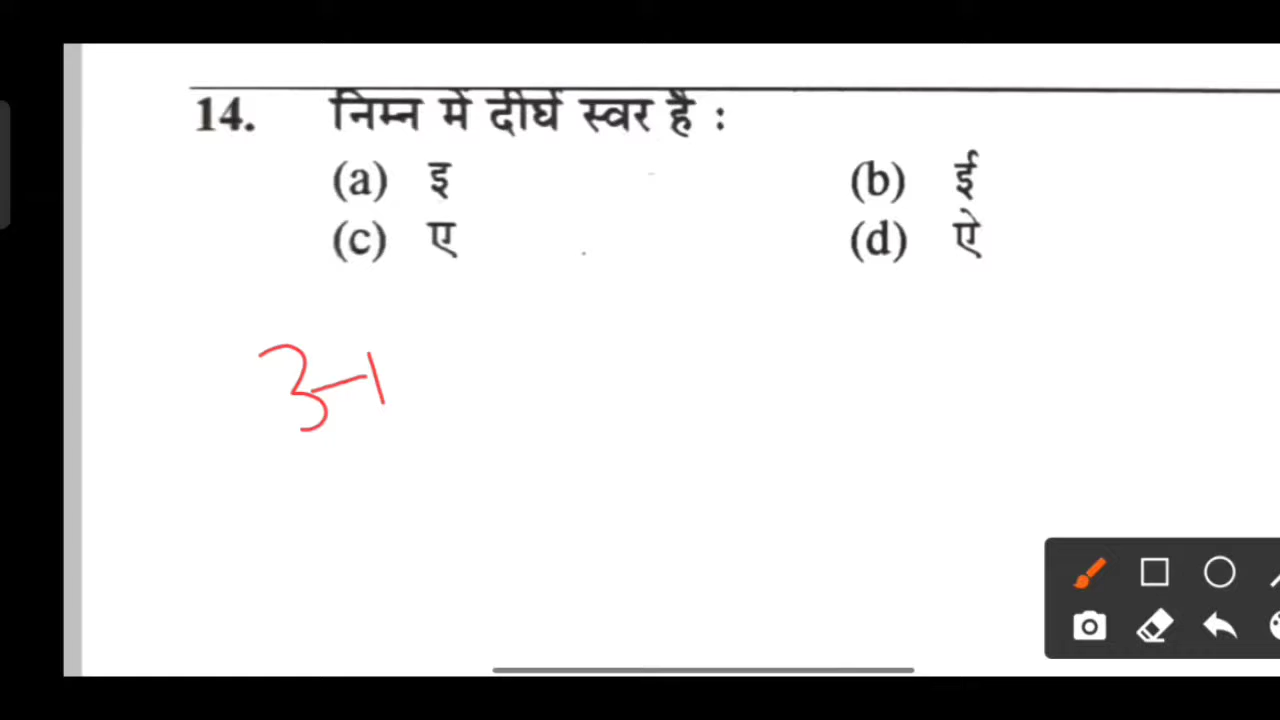 14. निम्न में दीर्घ स्वर है :
(a) इ (b) ई
(c) ए (d) ऐ